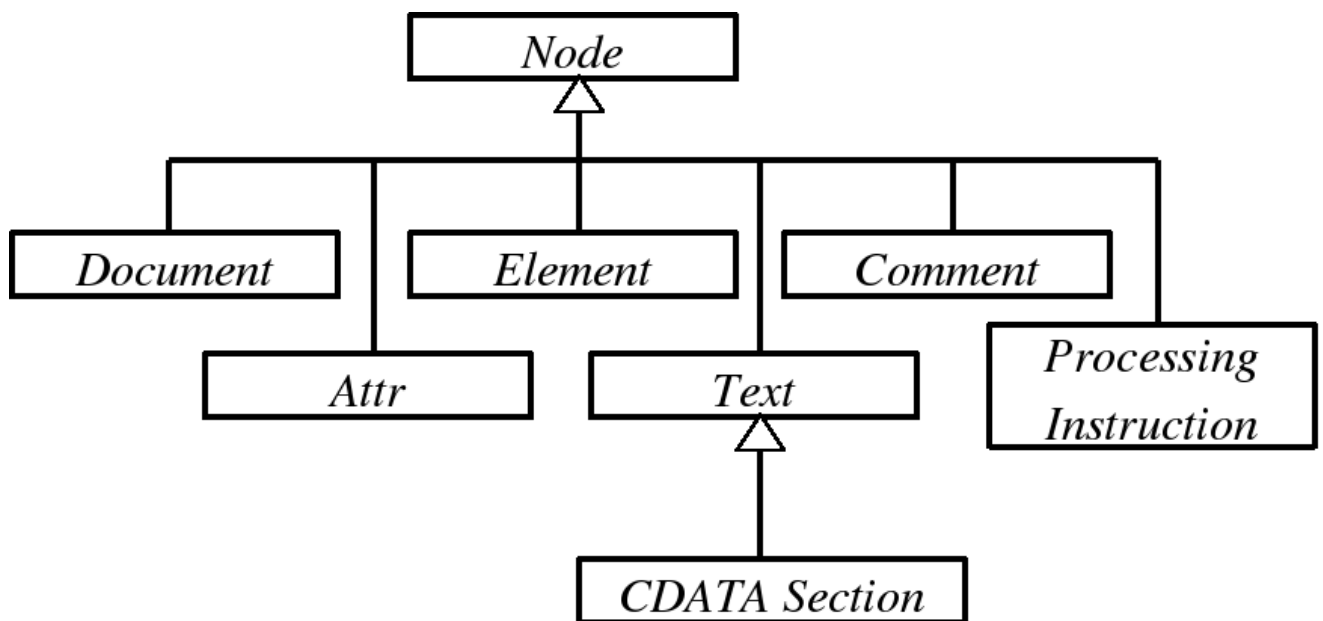 Node
Document
Element
Comment
Attr
Text
Processing
Instruction
CDATA Section